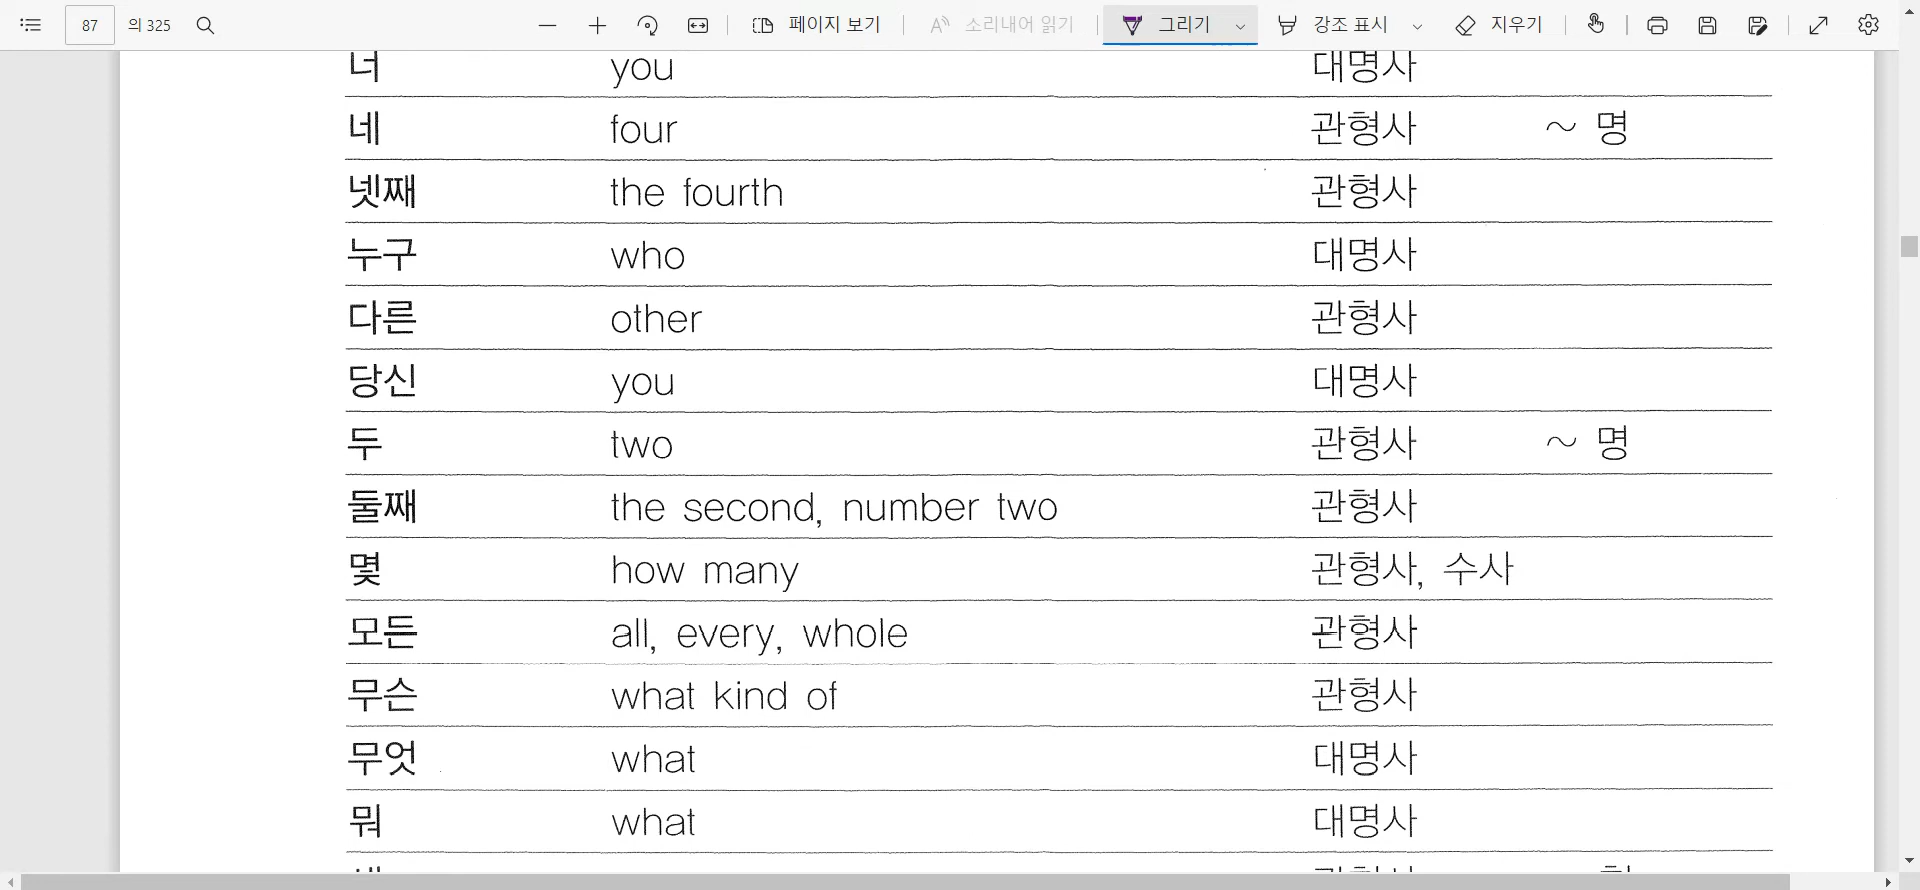 87 의 325 페이지 보기 소리내어 읽기 그리기 강조 표시 지우기
너 you 대명사
네 four 관형사 ~ 명
넷째 the fourth 관형사
누구 who 대명사
다른 other 관형사
당신 you 대명사
두 two 관형사 ~ 명
둘째 the second, number two 관형사
몇 how many 관형사, 수사
모든 all, every, whole 관형사
무슨 what kind of 관형사
무엇 what 대명사
뭐 what 대명사